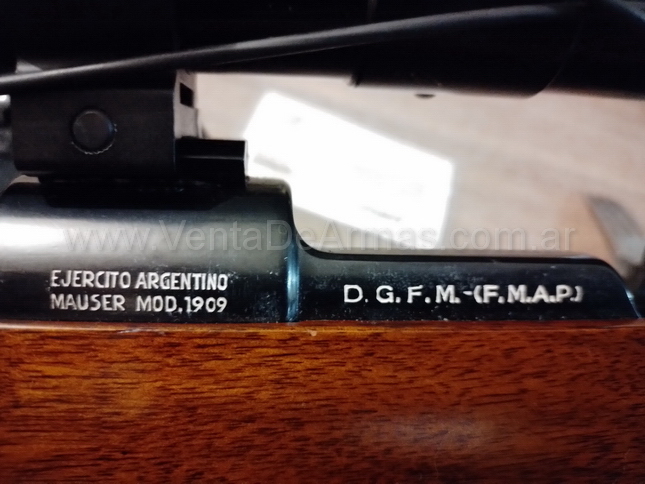 www.VentaDeArmas.com.ar
EJERCITO ARGENTINO
MAUSER MOD.1909
D. G. F. M.-(F.M.A.P.)